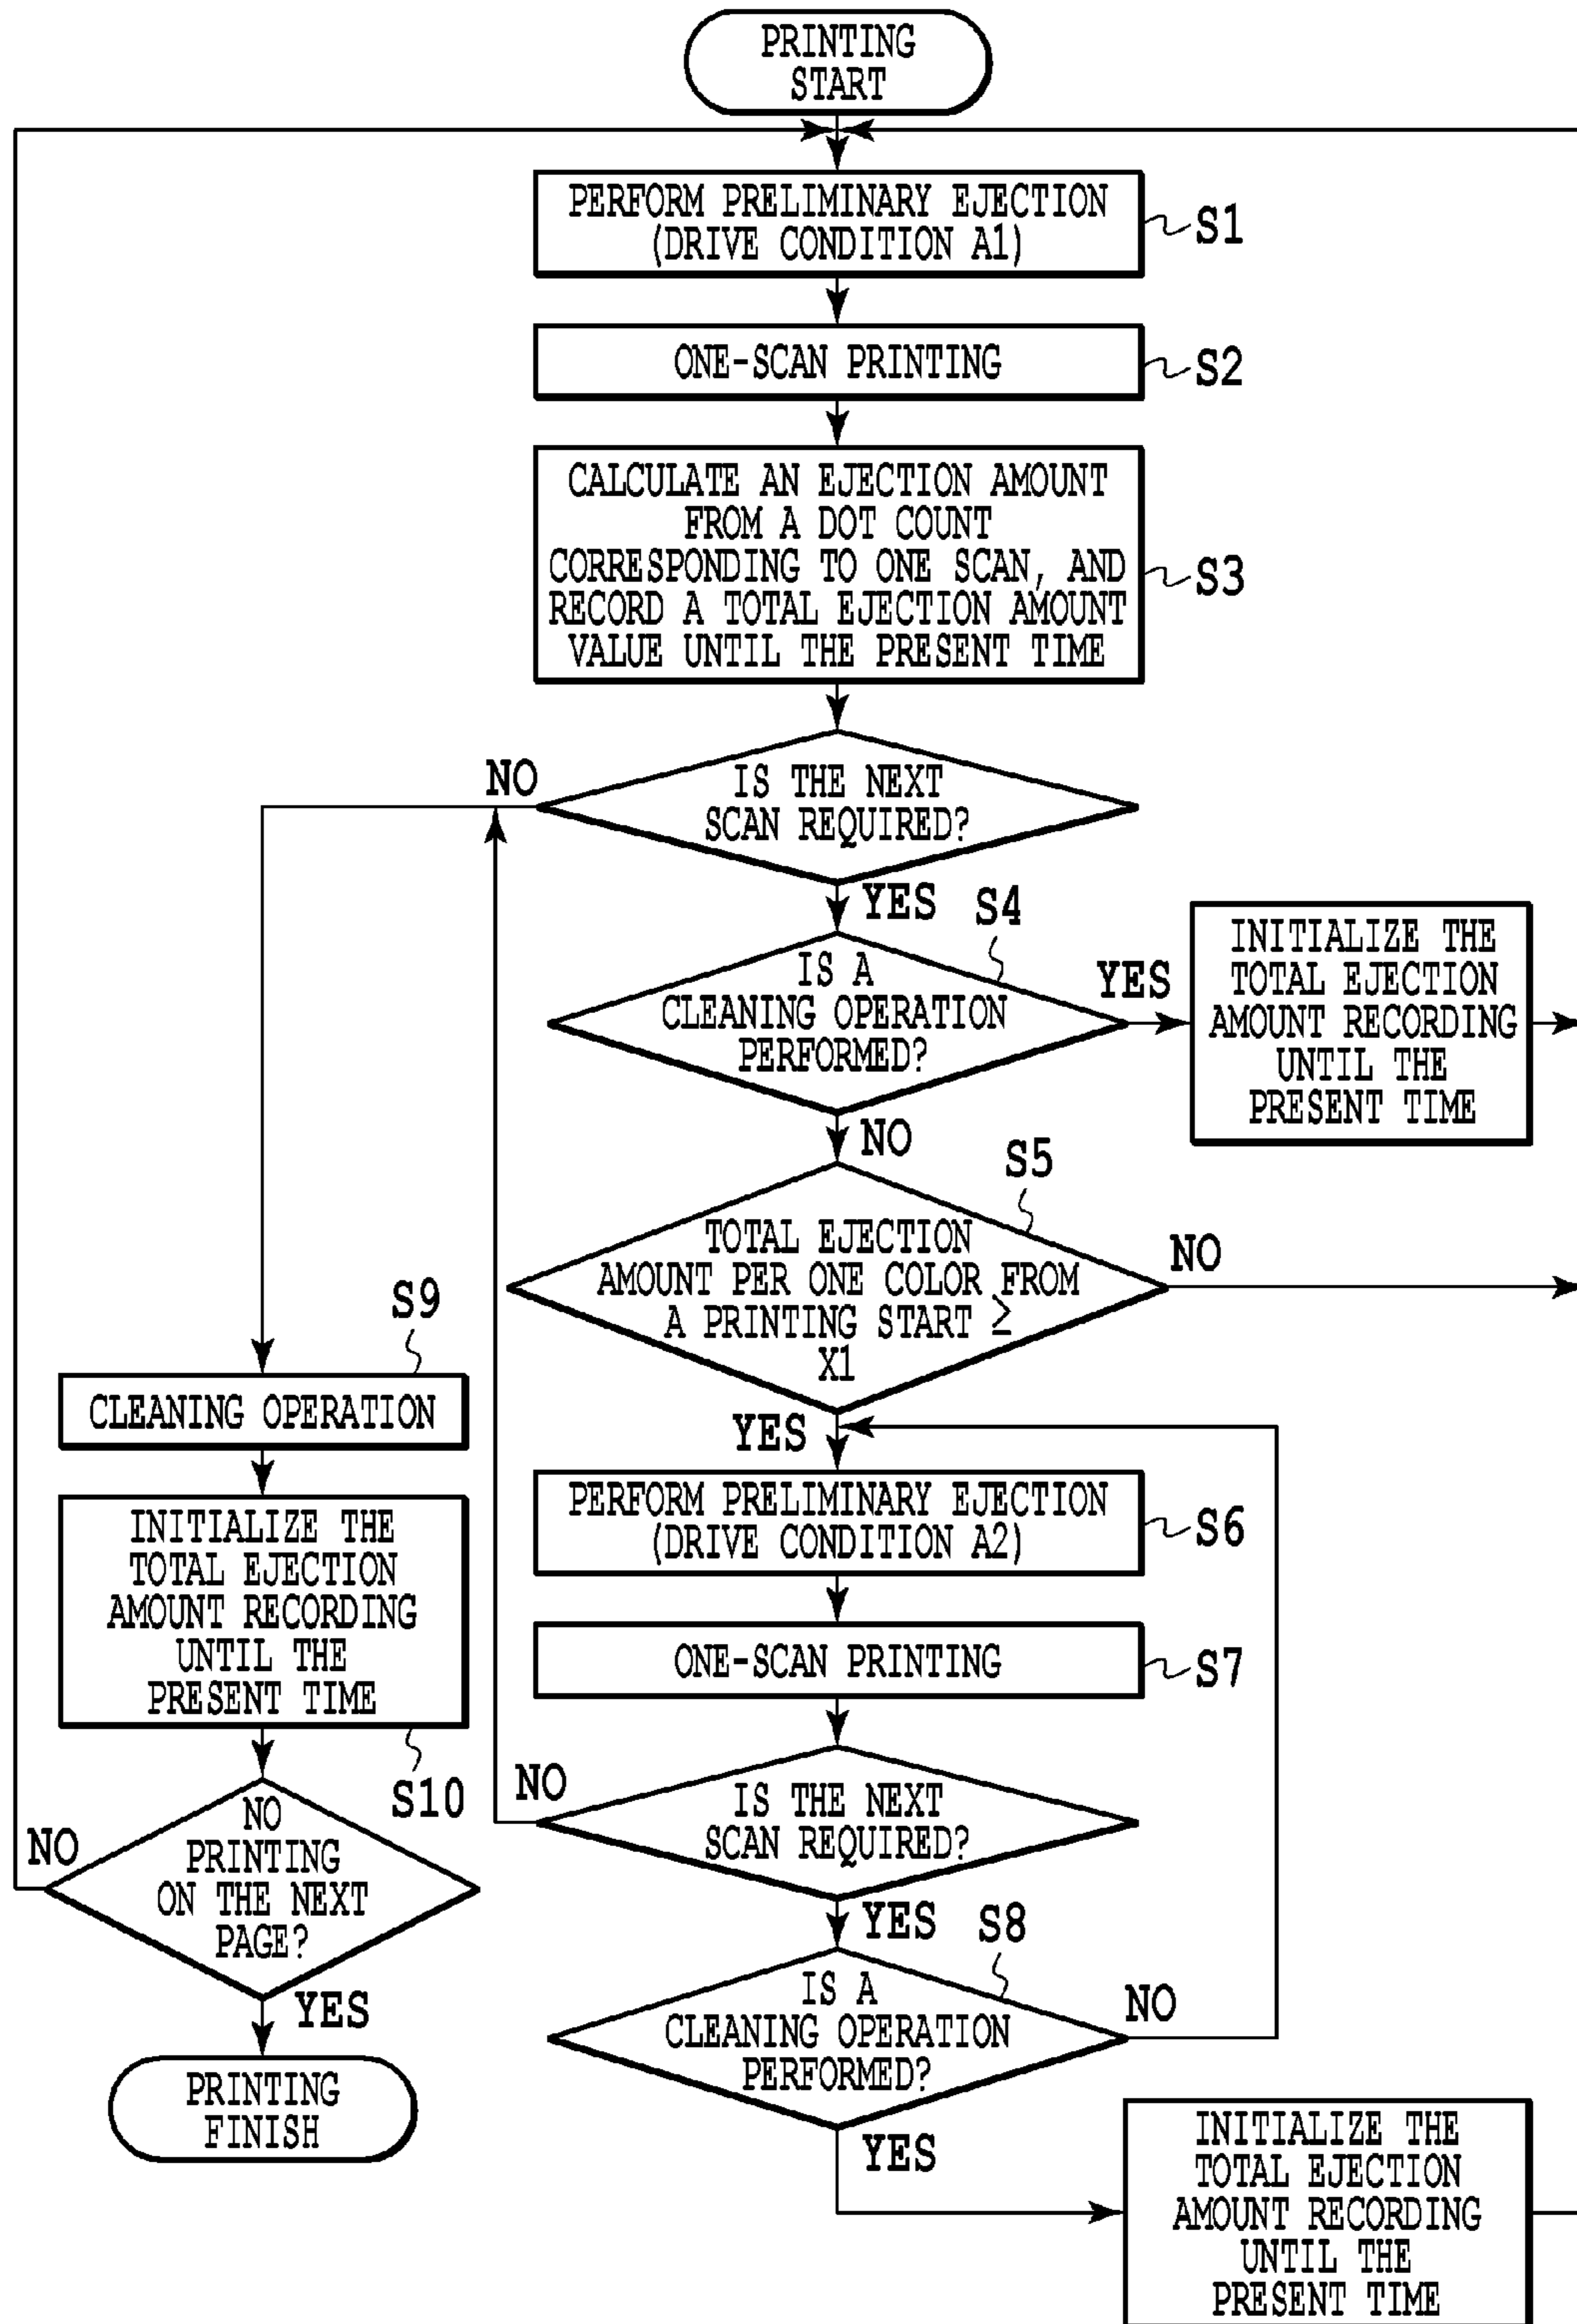 PRINTING
START
PERFORM PRELIMINARY EJECTION
(DRIVE CONDITION A1)
S1
ONE-SCAN PRINTING
S2
CALCULATE AN EJECTION AMOUNT
FROM A DOT COUNT
CORRESPONDING TO ONE SCAN, AND
RECORD A TOTAL EJECTION AMOUNT
VALUE UNTIL THE PRESENT TIME
S3
IS THE NEXT
SCAN REQUIRED?
NO
YES
S4
IS A
CLEANING OPERATION
PERFORMED?
YES
INITIALIZE THE
TOTAL EJECTION
AMOUNT RECORDING
UNTIL THE
PRESENT TIME
NO
S5
TOTAL EJECTION
AMOUNT PER ONE COLOR FROM
A PRINTING START ≥
X1
NO
YES
PERFORM PRELIMINARY EJECTION
(DRIVE CONDITION A2)
S6
ONE-SCAN PRINTING
S7
IS THE NEXT
SCAN REQUIRED?
NO
YES
S8
IS A
CLEANING OPERATION
PERFORMED?
NO
YES
INITIALIZE THE
TOTAL EJECTION
AMOUNT RECORDING
UNTIL THE
PRESENT TIME
S9
CLEANING OPERATION
INITIALIZE THE
TOTAL EJECTION
AMOUNT RECORDING
UNTIL THE
PRESENT TIME
S10
NO
PRINTING
ON THE NEXT
PAGE?
NO
YES
PRINTING
FINISH